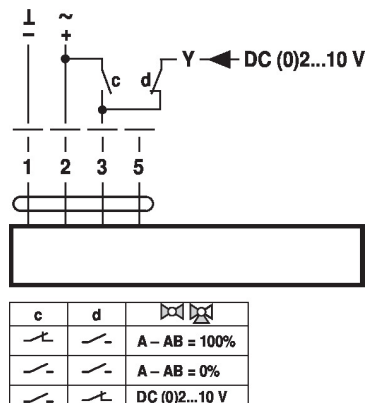 ⊥ ~
– +
c d Y DC (0)2...10 V
1 2 3 5
c d
A – AB = 100%
A – AB = 0%
DC (0)2...10 V